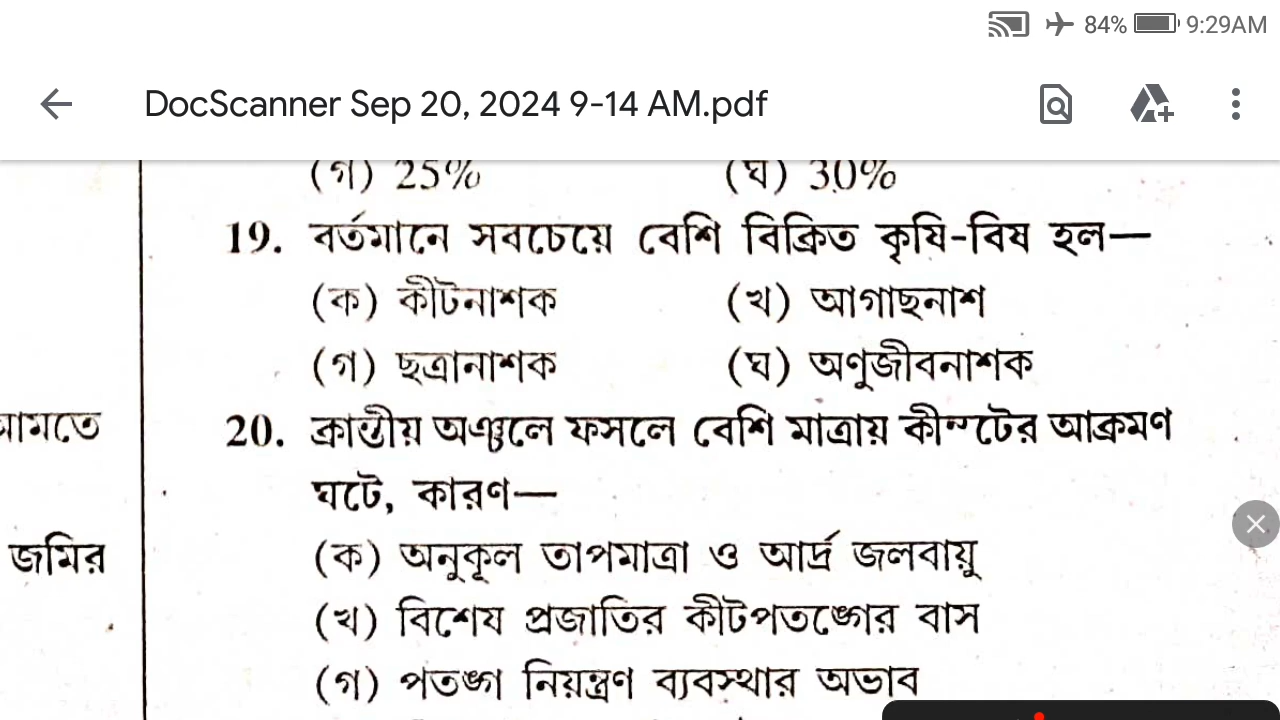 84% 9:29AM
DocScanner Sep 20, 2024 9-14 AM.pdf
(গ) 25% (ঘ) 30%
19. বর্তমানে সবচেয়ে বেশি বিক্রিত কৃষি-বিষ হল—
(ক) কীটনাশক (খ) আগাছনাশ
(গ) ছত্রানাশক (ঘ) অণুজীবনাশক
20. ক্রান্তীয় অঞ্চলে ফসলে বেশি মাত্রায় কীটের আক্রমণ
ঘটে, কারণ—
জমির
(ক) অনুকূল তাপমাত্রা ও আর্দ্র জলবায়ু
(খ) বিশেষ প্রজাতির কীটপতঙ্গের বাস
(গ) পতঙ্গ নিয়ন্ত্রণ ব্যবস্থার অভাব